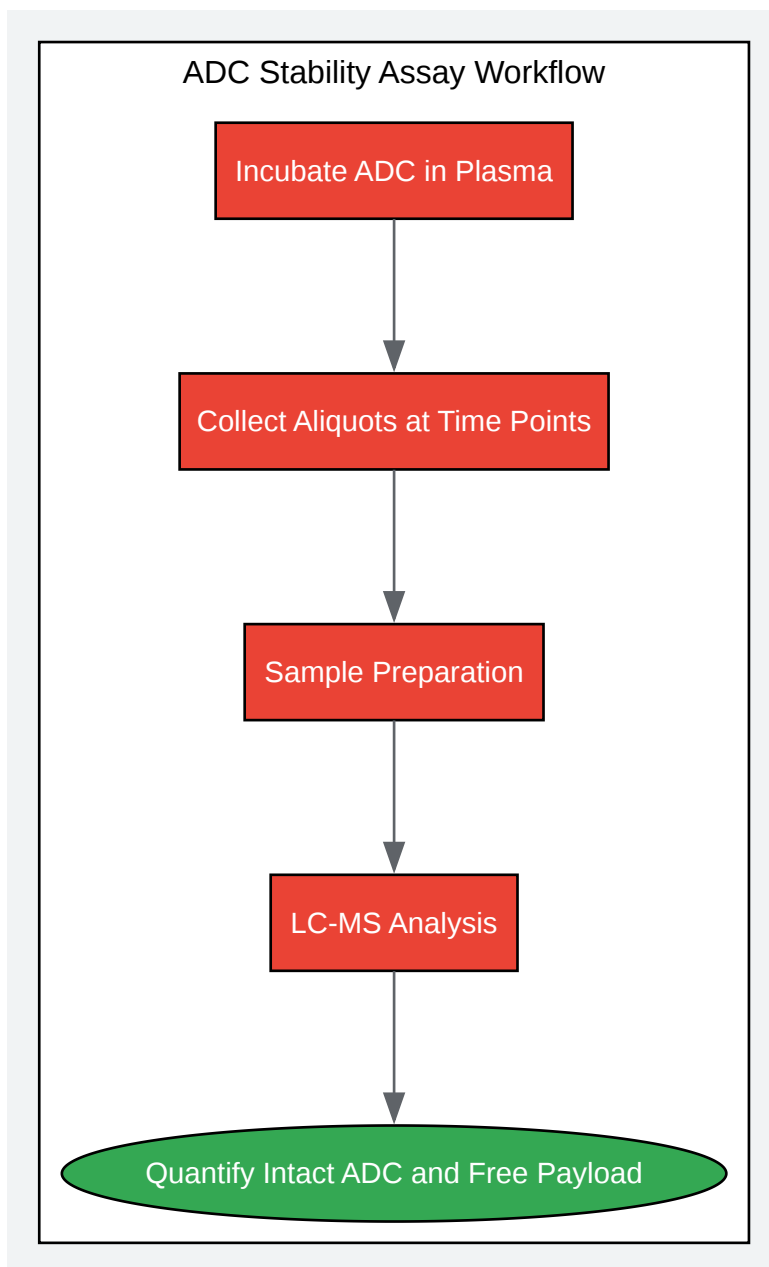 ADC Stability Assay Workflow
Incubate ADC in Plasma
Collect Aliquots at Time Points
Sample Preparation
LC-MS Analysis
Quantify Intact ADC and Free Payload